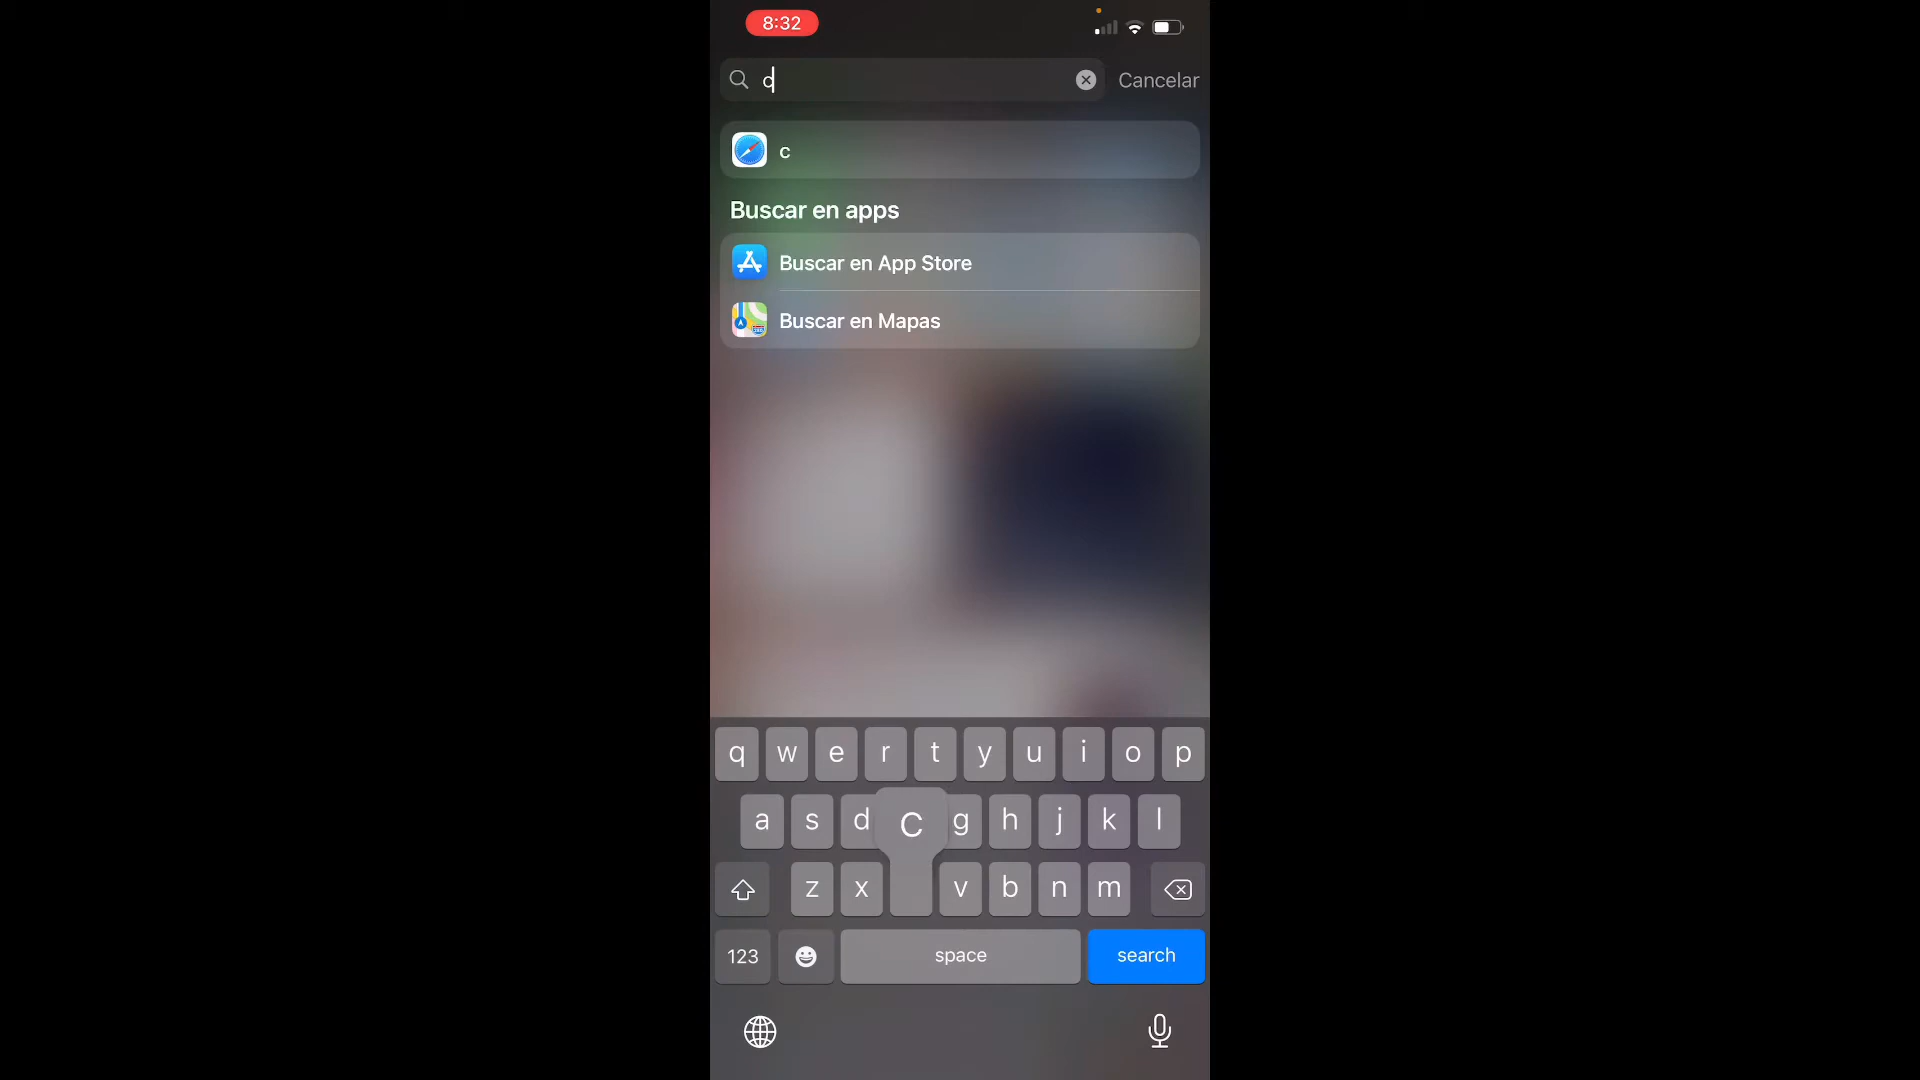 8:32
c
Cancelar
c
Buscar en apps
Buscar en App Store
Buscar en Mapas
q w e r t y u i o p
a s d c g h j k l
z x v b n m
123 space search